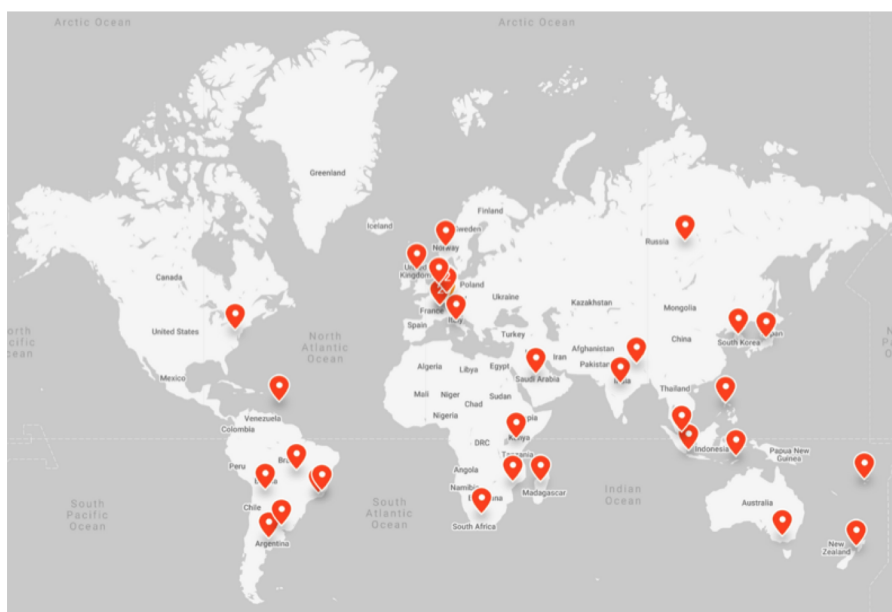 Arctic Ocean
Arctic Ocean
Greenland
Finland
Iceland
Sweden
Norway
Russia
United
Kingdom
Canada
Poland
Ukraine
France
Kazakhstan
Mongolia
Italy
North
Atlantic
Ocean
United States
Spain
Turkey
China
South Korea
Afghanistan
Iran
Pakistan
Algeria
Libya
Egypt
Saudi Arabia
Mexico
Mali
Niger
Sudan
Thailand
Chad
Nigeria
Venezuela
Colombia
DRC
Kenya
Tanzania
Indonesia
Papua New
Guinea
Peru
Angola
Namibia
Madagascar
Indian
Ocean
South
Pacific
Ocean
Chile
South
Atlantic
Ocean
Australia
South Africa
Argentina
New
Zealand